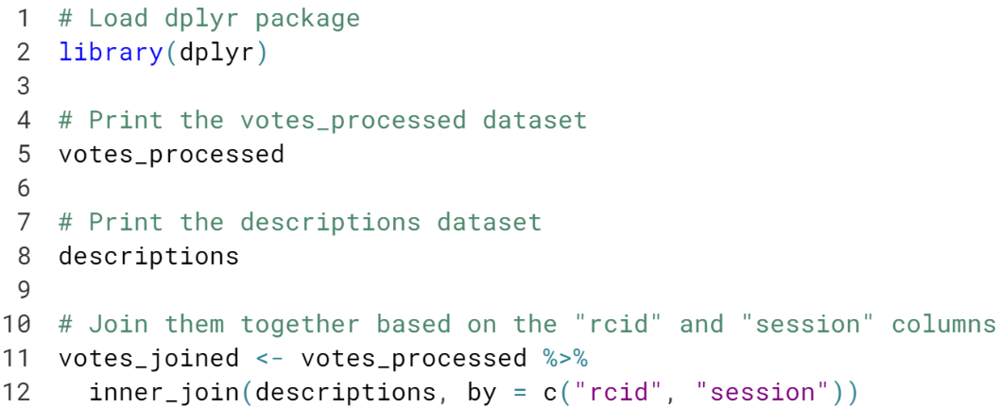 1 # Load dplyr package
2 library(dplyr)
3
4 # Print the votes_processed dataset
5 votes_processed
6
7 # Print the descriptions dataset
8 descriptions
9
10 # Join them together based on the "rcid" and "session" columns
11 votes_joined <- votes_processed %>%
12   inner_join(descriptions, by = c("rcid", "session"))